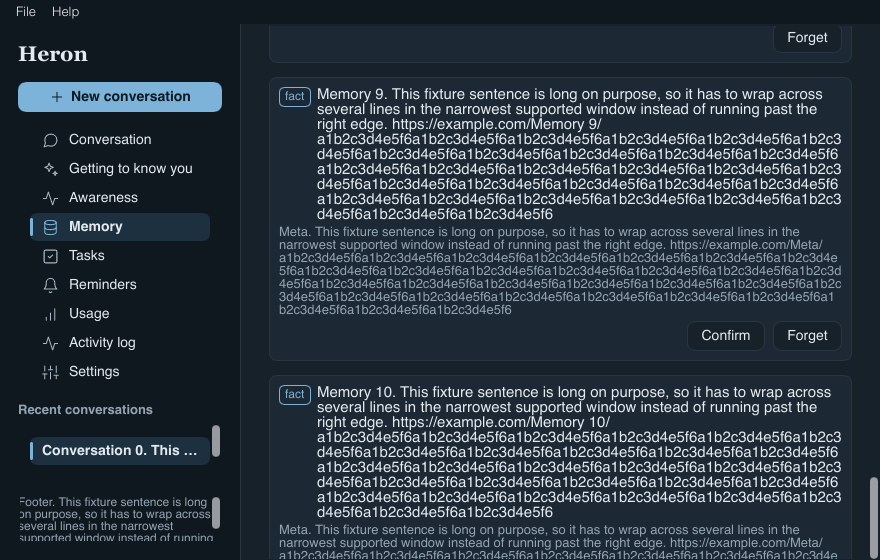 File Help
Heron
New conversation
Conversation
Getting to know you
Awareness
Memory
Tasks
Reminders
Usage
Activity log
Settings
Recent conversations
Conversation 0. This ...
Footer. This fixture sentence is long
on purpose, so it has to wrap across
several lines in the narrowest
supported window instead of running
Forget
fact
Memory 9. This fixture sentence is long on purpose, so it has to wrap across
several lines in the narrowest supported window instead of running past the
right edge. https://example.com/Memory 9/
a1b2c3d4e5f6a1b2c3d4e5f6a1b2c3d4e5f6a1b2c3d4e5f6a1b2c3d4e5f6a1b2c3
d4e5f6a1b2c3d4e5f6a1b2c3d4e5f6a1b2c3d4e5f6a1b2c3d4e5f6a1b2c3d4e5f6
a1b2c3d4e5f6a1b2c3d4e5f6a1b2c3d4e5f6a1b2c3d4e5f6a1b2c3d4e5f6a1b2c3
d4e5f6a1b2c3d4e5f6a1b2c3d4e5f6a1b2c3d4e5f6a1b2c3d4e5f6a1b2c3d4e5f6
a1b2c3d4e5f6a1b2c3d4e5f6a1b2c3d4e5f6a1b2c3d4e5f6a1b2c3d4e5f6a1b2c3
d4e5f6a1b2c3d4e5f6a1b2c3d4e5f6
Meta. This fixture sentence is long on purpose, so it has to wrap across several lines in the
narrowest supported window instead of running past the right edge. https://example.com/Meta/
a1b2c3d4e5f6a1b2c3d4e5f6a1b2c3d4e5f6a1b2c3d4e5f6a1b2c3d4e5f6a1b2c3d4e5f6a1b2c3d4e
5f6a1b2c3d4e5f6a1b2c3d4e5f6a1b2c3d4e5f6a1b2c3d4e5f6a1b2c3d4e5f6a1b2c3d4e5f6a1b2c3d
4e5f6a1b2c3d4e5f6a1b2c3d4e5f6a1b2c3d4e5f6a1b2c3d4e5f6a1b2c3d4e5f6a1b2c3d4e5f6a1b2c
3d4e5f6a1b2c3d4e5f6a1b2c3d4e5f6a1b2c3d4e5f6a1b2c3d4e5f6a1b2c3d4e5f6a1b2c3d4e5f6a1
b2c3d4e5f6a1b2c3d4e5f6a1b2c3d4e5f6
Confirm Forget
fact
Memory 10. This fixture sentence is long on purpose, so it has to wrap across
several lines in the narrowest supported window instead of running past the
right edge. https://example.com/Memory 10/
a1b2c3d4e5f6a1b2c3d4e5f6a1b2c3d4e5f6a1b2c3d4e5f6a1b2c3d4e5f6a1b2c3
d4e5f6a1b2c3d4e5f6a1b2c3d4e5f6a1b2c3d4e5f6a1b2c3d4e5f6a1b2c3d4e5f6
a1b2c3d4e5f6a1b2c3d4e5f6a1b2c3d4e5f6a1b2c3d4e5f6a1b2c3d4e5f6a1b2c3
d4e5f6a1b2c3d4e5f6a1b2c3d4e5f6a1b2c3d4e5f6a1b2c3d4e5f6a1b2c3d4e5f6
a1b2c3d4e5f6a1b2c3d4e5f6a1b2c3d4e5f6a1b2c3d4e5f6a1b2c3d4e5f6a1b2c3
d4e5f6a1b2c3d4e5f6a1b2c3d4e5f6
Meta. This fixture sentence is long on purpose, so it has to wrap across several lines in the
narrowest supported window instead of running past the right edge. https://example.com/Meta/
a1b2c3d4e5f6a1b2c3d4e5f6a1b2c3d4e5f6a1b2c3d4e5f6a1b2c3d4e5f6a1b2c3d4e5f6a1b2c3d4e